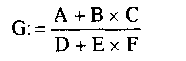 G:= A + B × C
D + E × F